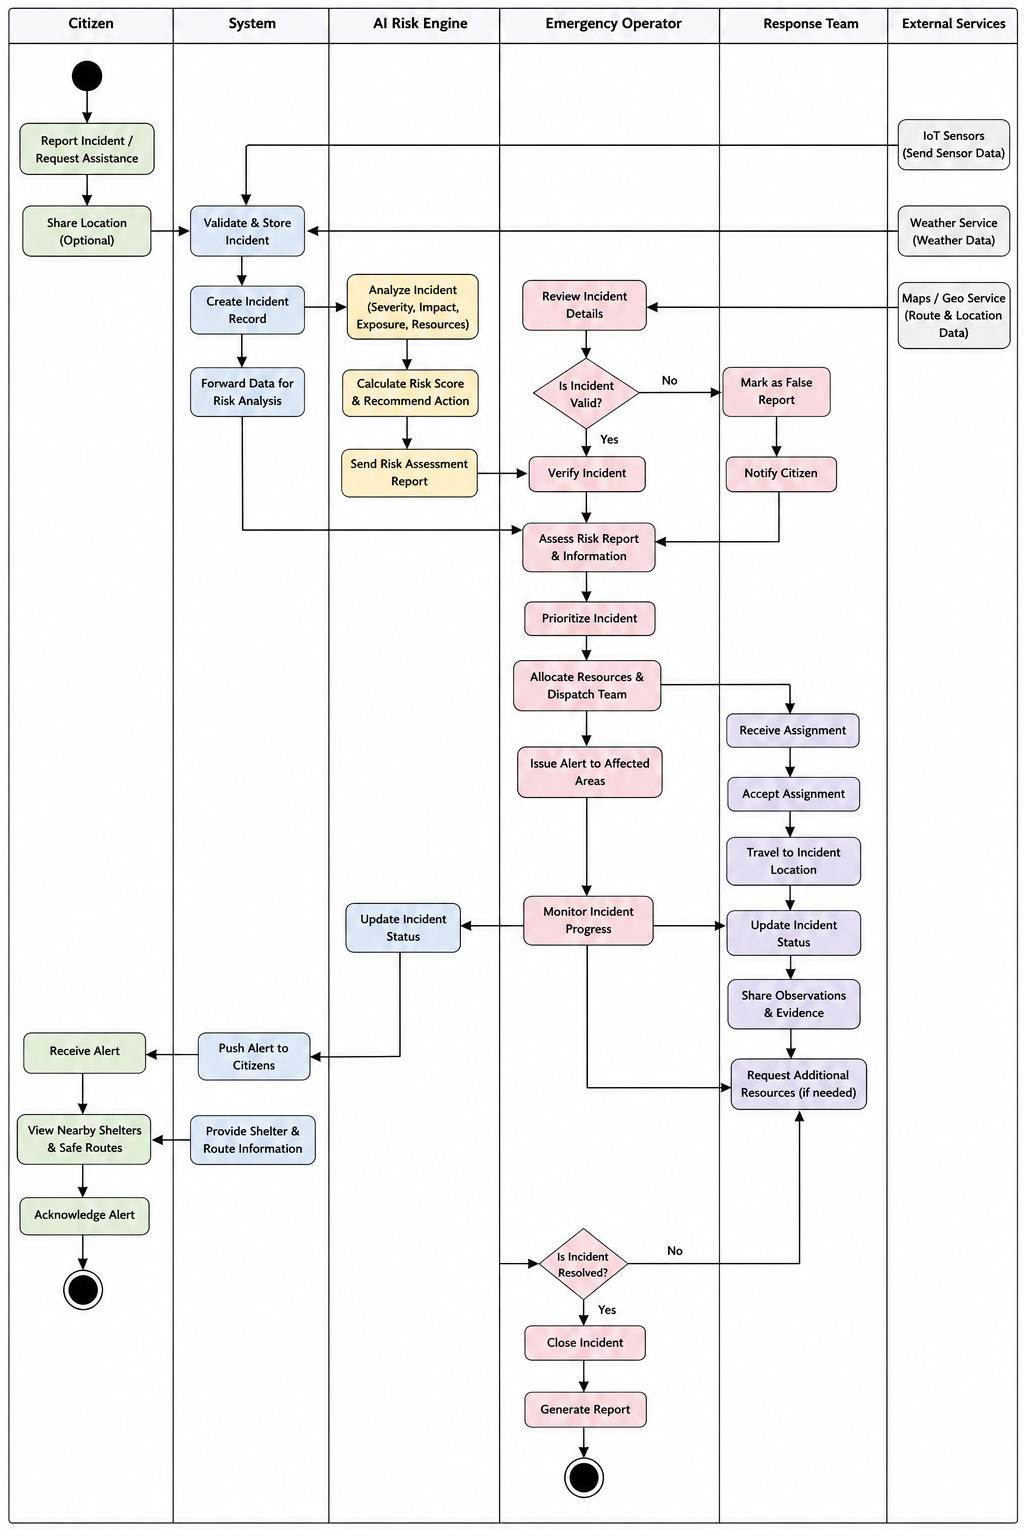 Citizen
System
AI Risk Engine
Emergency Operator
Response Team
External Services
Report Incident /
Request Assistance
IoT Sensors
(Send Sensor Data)
Share Location
(Optional)
Validate & Store
Incident
Weather Service
(Weather Data)
Create Incident
Record
Analyze Incident
(Severity, Impact,
Exposure, Resources)
Review Incident
Details
Maps / Geo Service
(Route & Location
Data)
Forward Data for
Risk Analysis
Calculate Risk Score
& Recommend Action
Is Incident
Valid?
No
Mark as False
Report
Yes
Send Risk Assessment
Report
Verify Incident
Notify Citizen
Assess Risk Report
& Information
Prioritize Incident
Allocate Resources &
Dispatch Team
Receive Assignment
Issue Alert to Affected
Areas
Accept Assignment
Travel to Incident
Location
Update Incident
Status
Monitor Incident
Progress
Update Incident
Status
Share Observations
& Evidence
Receive Alert
Push Alert to
Citizens
Request Additional
Resources (if needed)
View Nearby Shelters
& Safe Routes
Provide Shelter &
Route Information
Acknowledge Alert
Is Incident
Resolved?
No
Yes
Close Incident
Generate Report